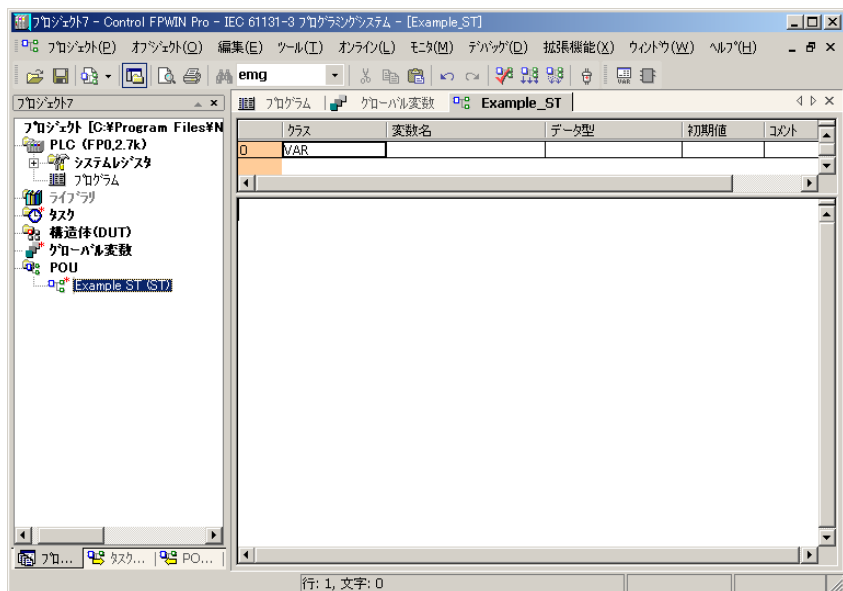 プロジェクト7 - Control FPWIN Pro - IEC 61131-3 プログラミングシステム - [Example_ST]
プロジェクト(P) オブジェクト(O) 編集(E) ツール(T) オンライン(L) モニタ(M) デバッグ(D) 拡張機能(X) ウィンドウ(W) ヘルプ(H)
emg
プロジェクト7
プログラム グローバル変数 Example_ST
プロジェクト [C:¥Program Files¥N
PLC (FP0,2.7k)
システムレジスタ
プログラム
ライブラリ
タスク
構造体(DUT)
グローバル変数
POU
Example ST (ST)
クラス 変数名 データ型 初期値 コメント
0 VAR
プロ... タスク... PO...
行: 1, 文字: 0